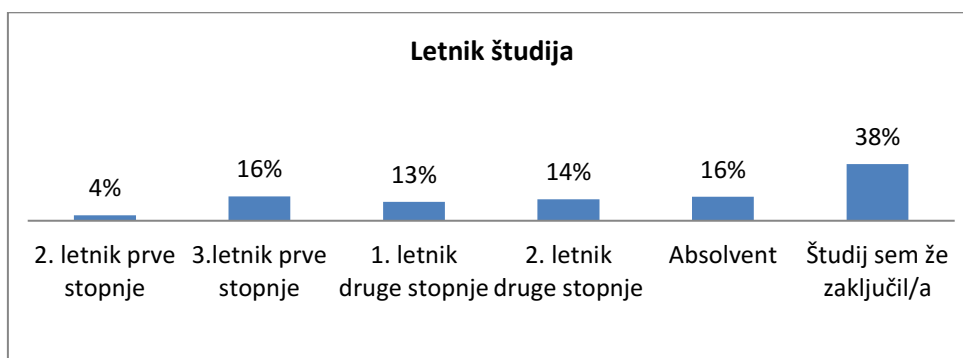 Letnik študija
4%
16%
13%
14%
16%
38%
2. letnik prve stopnje
3.letnik prve stopnje
1. letnik druge stopnje
2. letnik druge stopnje
Absolvent
Študij sem že zaključil/a